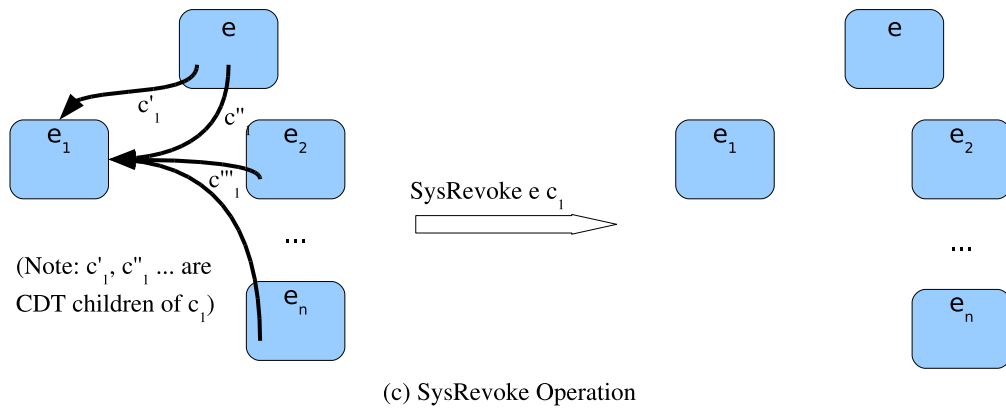 e
c'₁
c''₁
e₁
e₂
c'''₁
...
(Note: c'₁, c''₁ ... are
CDT children of c₁)
eₙ
SysRevoke e c₁
e
e₁
e₂
...
eₙ
(c) SysRevoke Operation